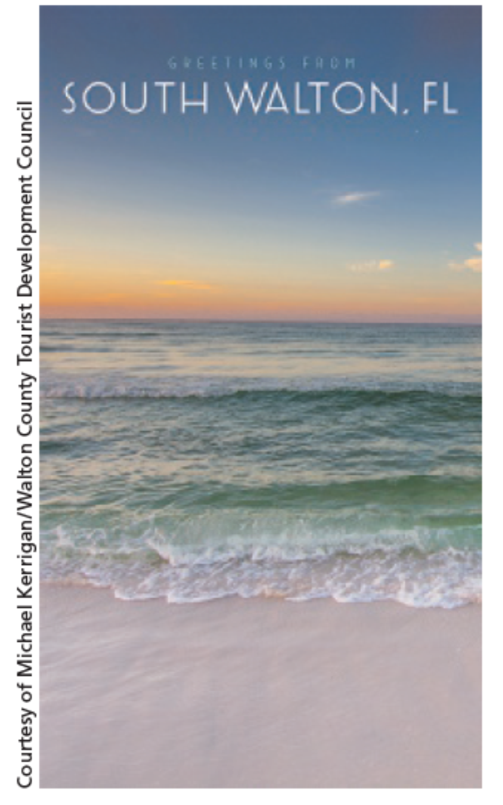 GREETINGS FROM
SOUTH WALTON, FL
Courtesy of Michael Kerrigan/Walton County Tourist Development Council